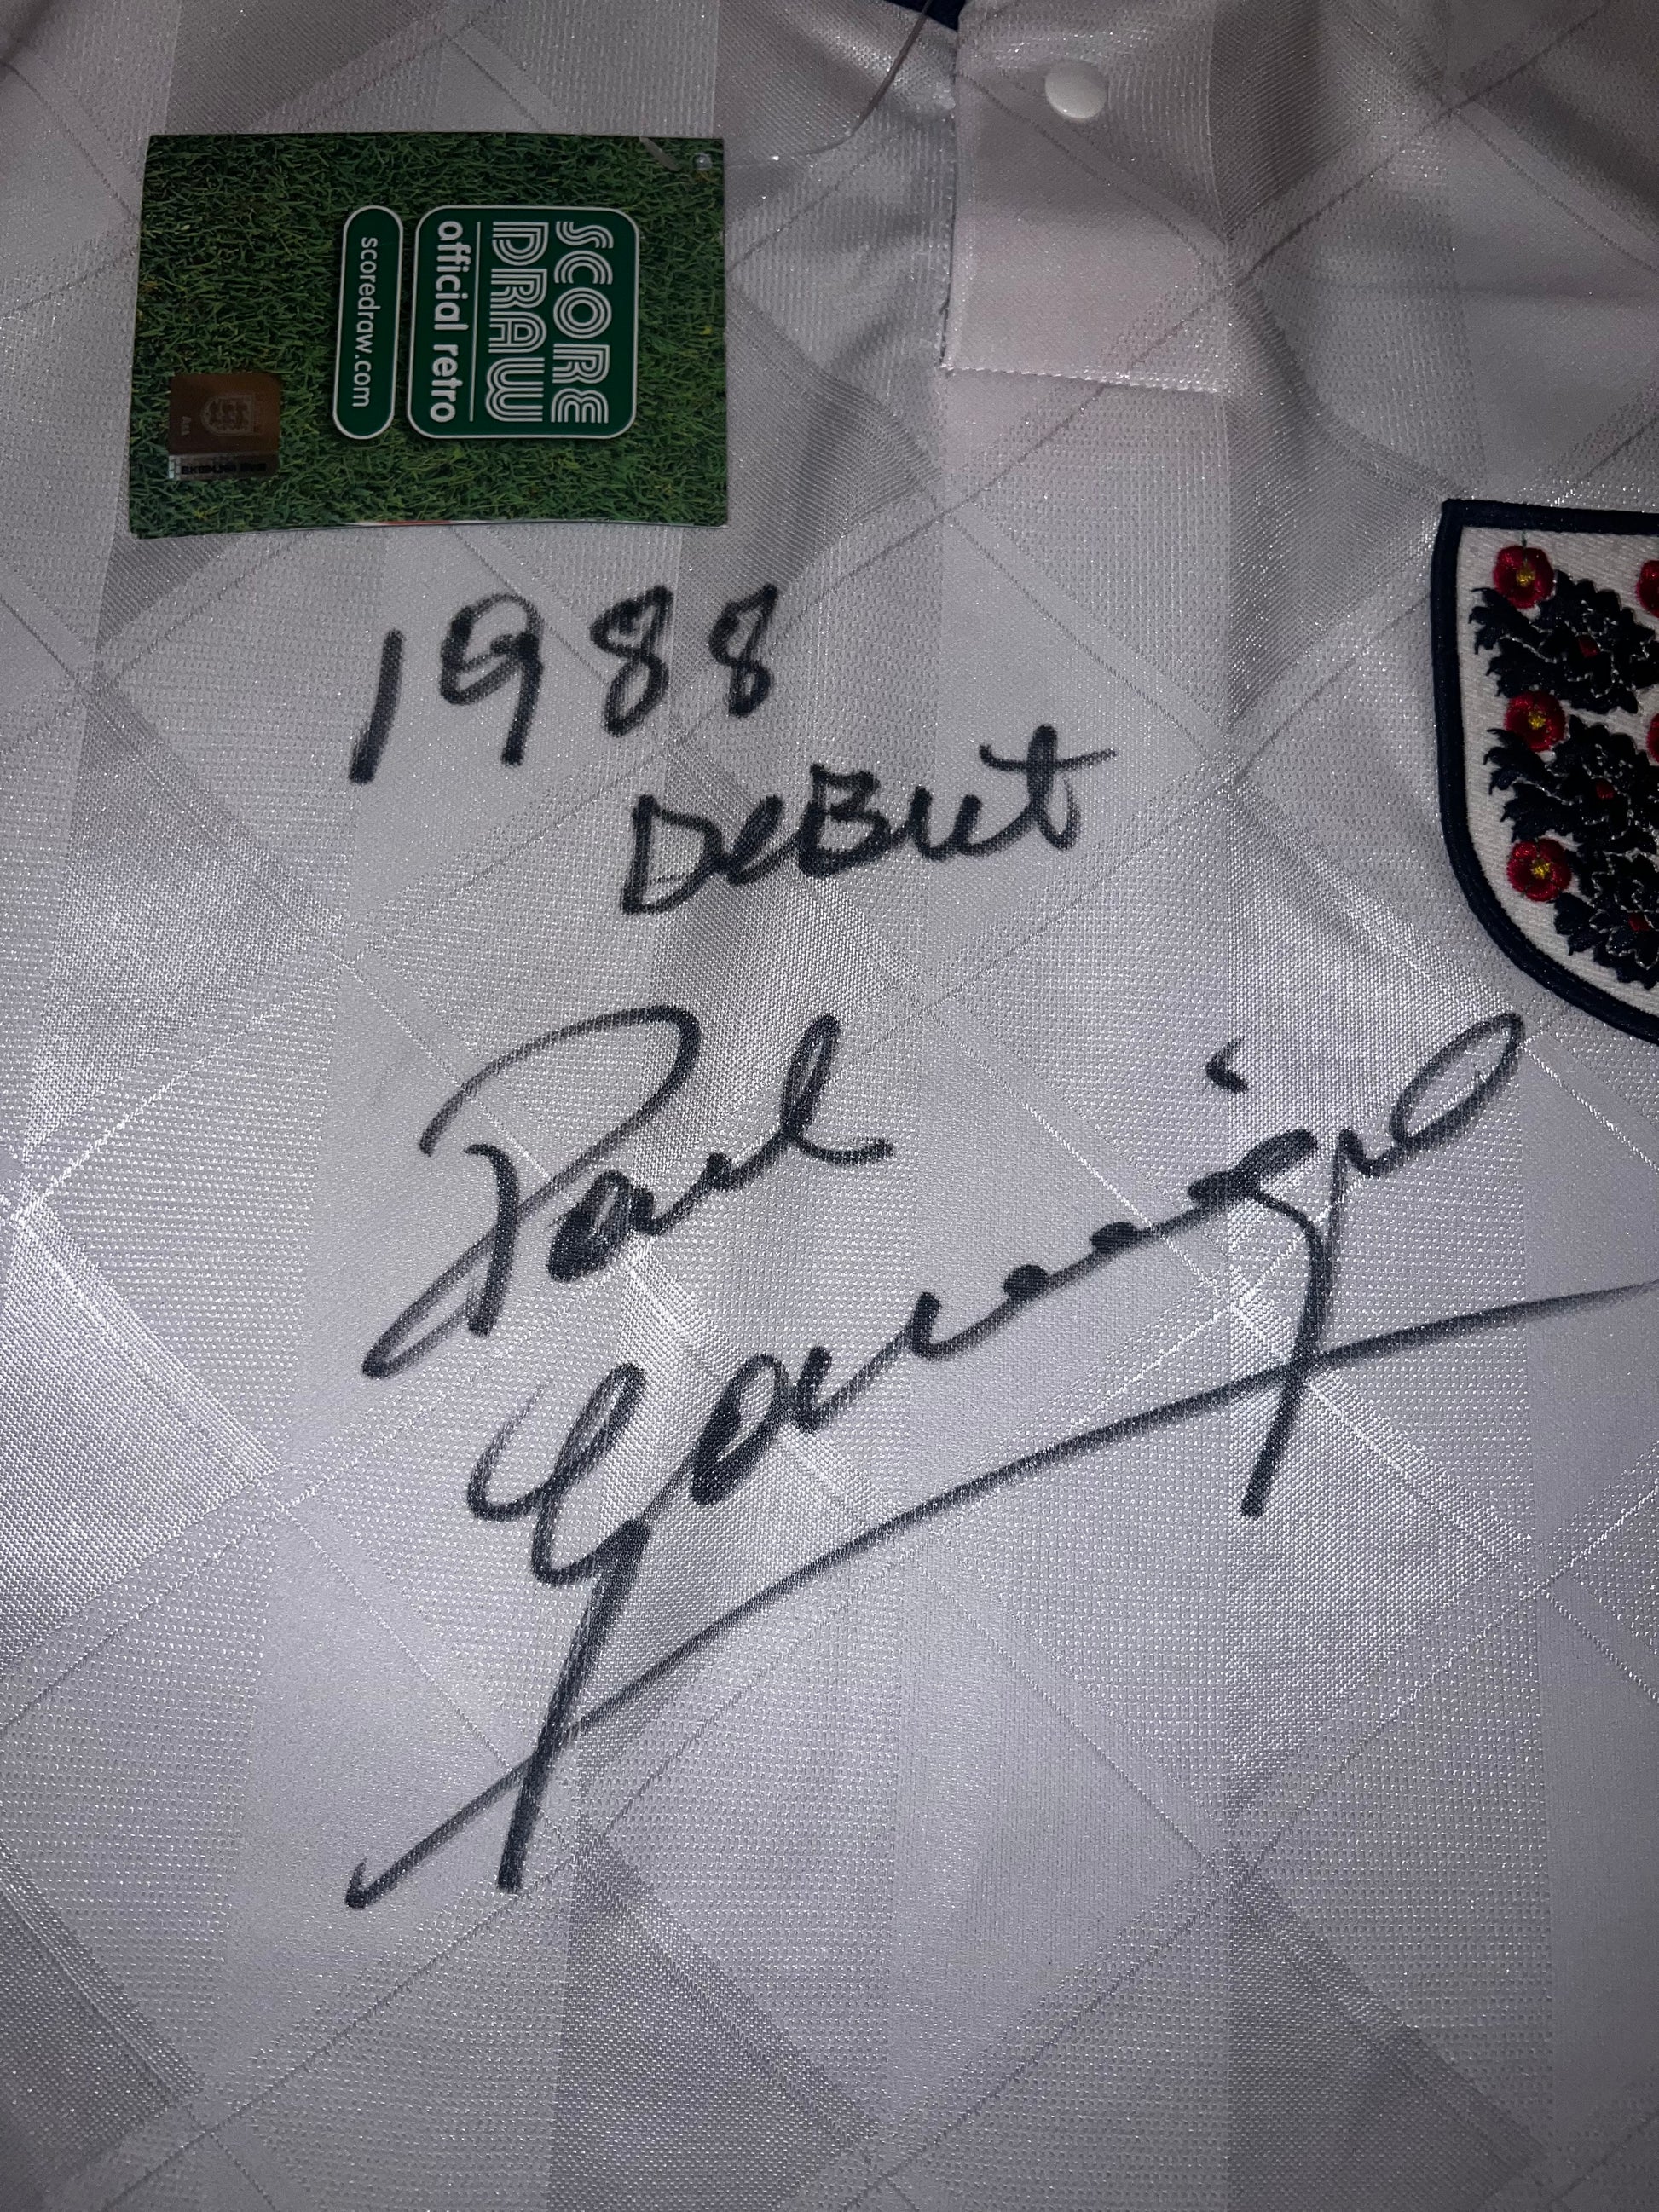 SCORE
DRAW
official retro
scoredraw.com
1988
DeBut
Paul
Gascoigne